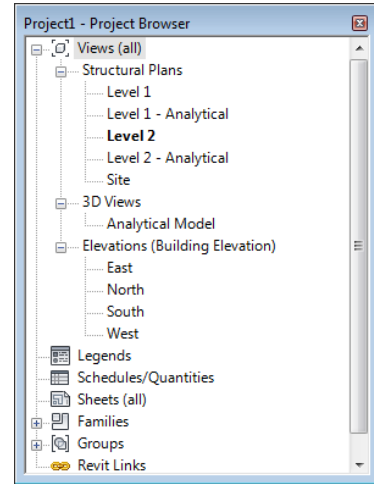 Project1 - Project Browser
Views (all)
Structural Plans
Level 1
Level 1 - Analytical
Level 2
Level 2 - Analytical
Site
3D Views
Analytical Model
Elevations (Building Elevation)
East
North
South
West
Legends
Schedules/Quantities
Sheets (all)
Families
Groups
Revit Links